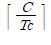 ⌈ C / Tc ⌉